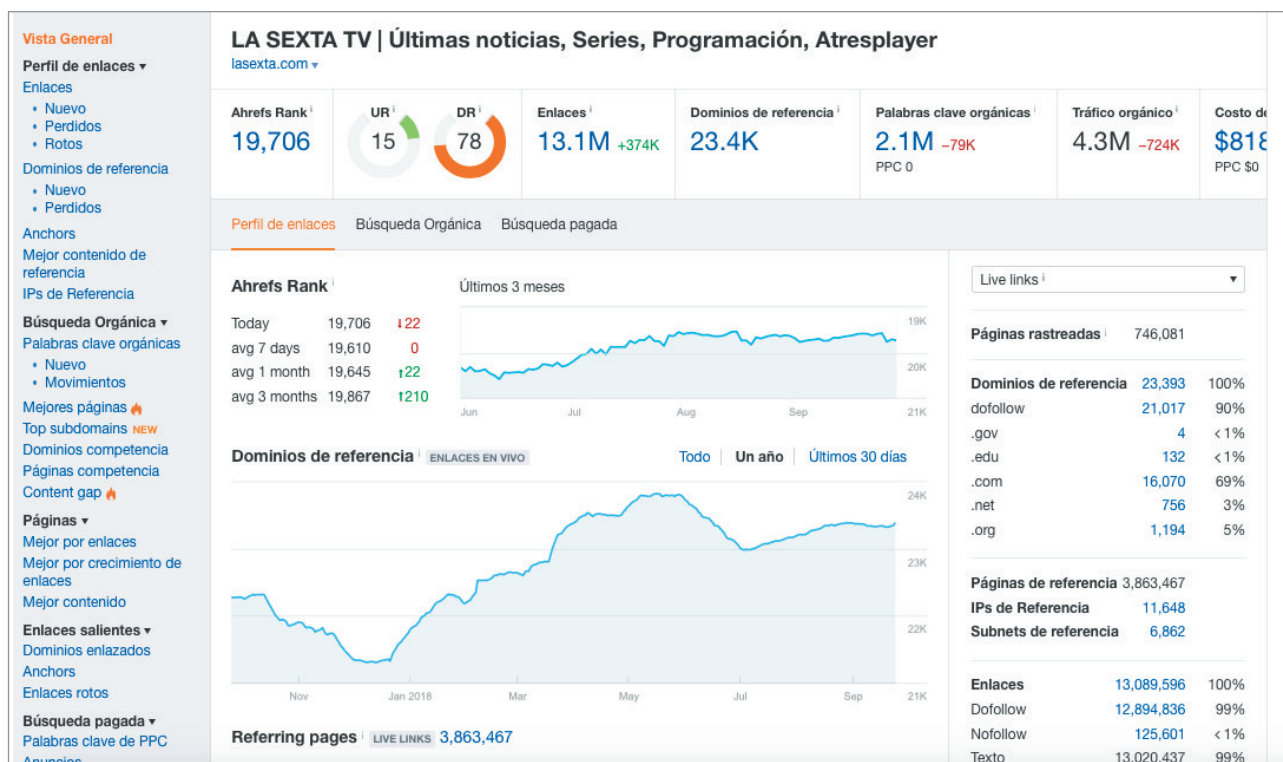 Vista General
Perfil de enlaces ▾
Enlaces
• Nuevo
• Perdidos
• Rotos
Dominios de referencia
• Nuevo
• Perdidos
Anchors
Mejor contenido de
referencia
IPs de Referencia
Búsqueda Orgánica ▾
Palabras clave orgánicas
• Nuevo
• Movimientos
Mejores páginas
Top subdomains NEW
Dominios competencia
Páginas competencia
Content gap
Páginas ▾
Mejor por enlaces
Mejor por crecimiento de
enlaces
Mejor contenido
Enlaces salientes ▾
Dominios enlazados
Anchors
Enlaces rotos
Búsqueda pagada ▾
Palabras clave de PPC
Anuncios
LA SEXTA TV | Últimas noticias, Series, Programación, Atresplayer
lasexta.com ▾
Ahrefs Rank i
19,706
UR i
15
DR i
78
Enlaces i
13.1M +374K
Dominios de referencia i
23.4K
Palabras clave orgánicas i
2.1M −79K
PPC 0
Tráfico orgánico i
4.3M −724K
Costo de
$818
PPC $0
Perfil de enlaces Búsqueda Orgánica Búsqueda pagada
Ahrefs Rank i
Today 19,706 ↓22
avg 7 days 19,610 0
avg 1 month 19,645 ↑22
avg 3 months 19,867 ↑210
Últimos 3 meses
19K
20K
21K
Jun Jul Aug Sep
Dominios de referencia i ENLACES EN VIVO
Todo Un año Últimos 30 días
24K
23K
22K
21K
Nov Jan 2018 Mar May Jul Sep
Referring pages i LIVE LINKS 3,863,467
Live links i ▾
Páginas rastreadas i 746,081
Dominios de referencia 23,393 100%
dofollow 21,017 90%
.gov 4 <1%
.edu 132 <1%
.com 16,070 69%
.net 756 3%
.org 1,194 5%
Páginas de referencia 3,863,467
IPs de Referencia 11,648
Subnets de referencia 6,862
Enlaces 13,089,596 100%
Dofollow 12,894,836 99%
Nofollow 125,601 <1%
Texto 13,020,437 99%